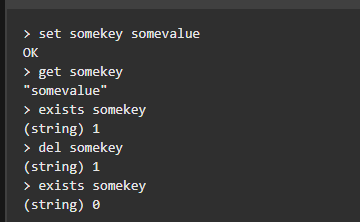 > set somekey somevalue
OK
> get somekey
"somevalue"
> exists somekey
(string) 1
> del somekey
(string) 1
> exists somekey
(string) 0